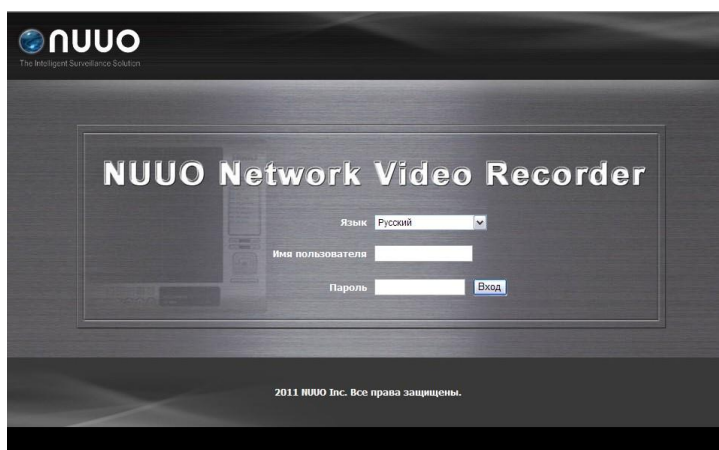 NUUO
The Intelligent Surveillance Solution
NUUO Network Video Recorder
Язык Русский
Имя пользователя
Пароль Вход
2011 NUUO Inc. Все права защищены.